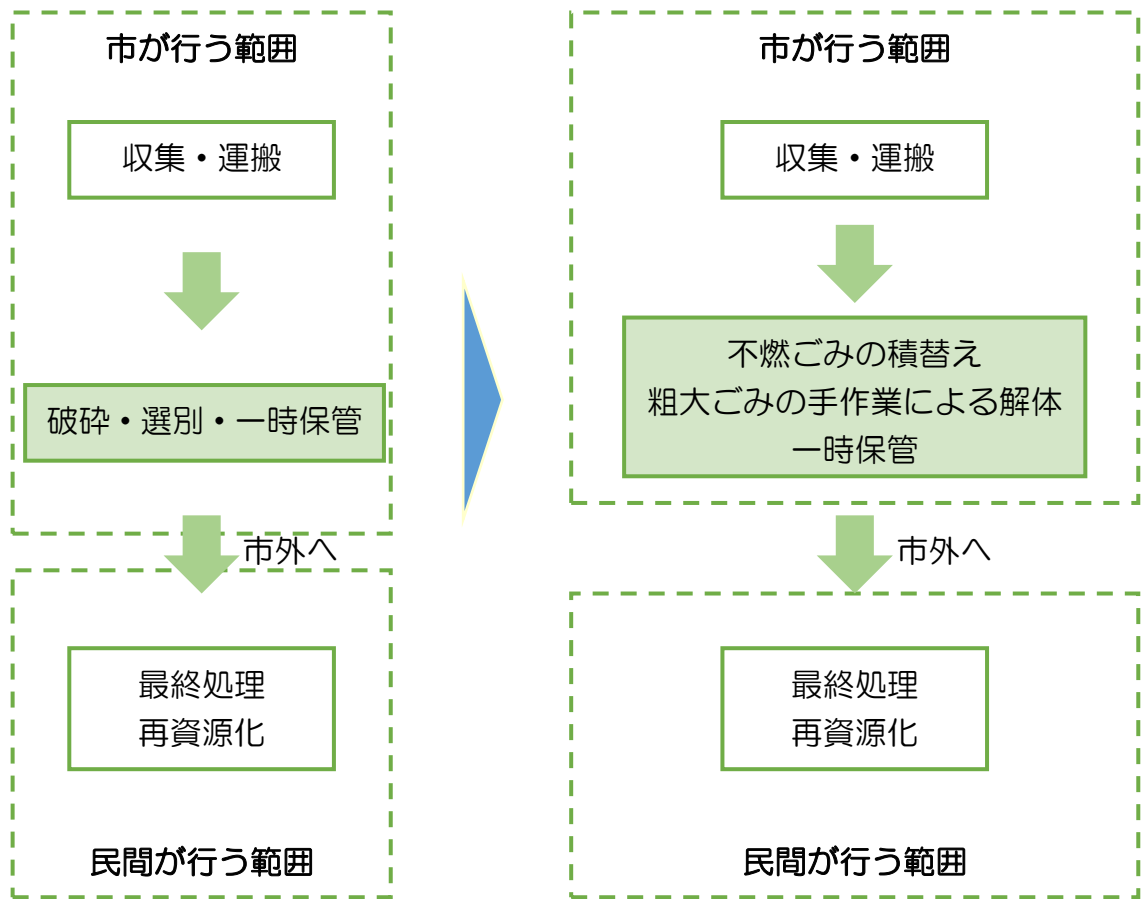 市が行う範囲
収集・運搬
破砕・選別・一時保管
市外へ
最終処理
再資源化
民間が行う範囲
市が行う範囲
収集・運搬
不燃ごみの積替え
粗大ごみの手作業による解体
一時保管
市外へ
最終処理
再資源化
民間が行う範囲